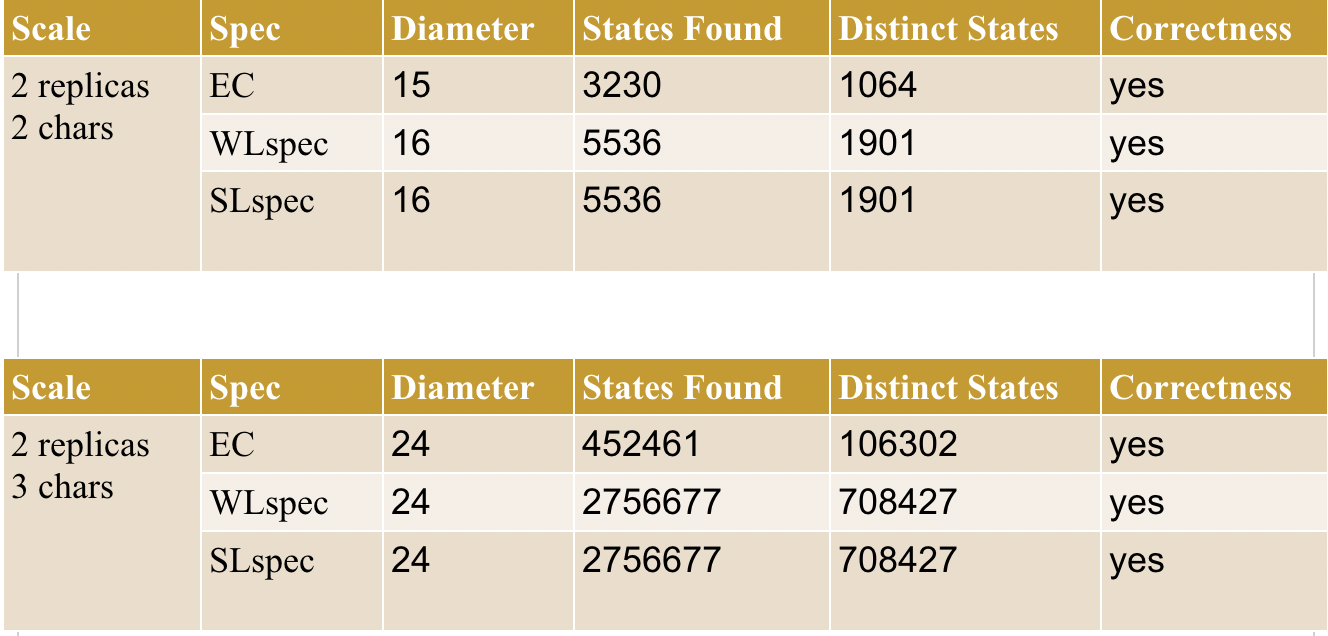 Scale Spec Diameter States Found Distinct States Correctness
2 replicas EC 15 3230 1064 yes
2 chars
WLspec 16 5536 1901 yes
SLspec 16 5536 1901 yes
Scale Spec Diameter States Found Distinct States Correctness
2 replicas EC 24 452461 106302 yes
3 chars
WLspec 24 2756677 708427 yes
SLspec 24 2756677 708427 yes